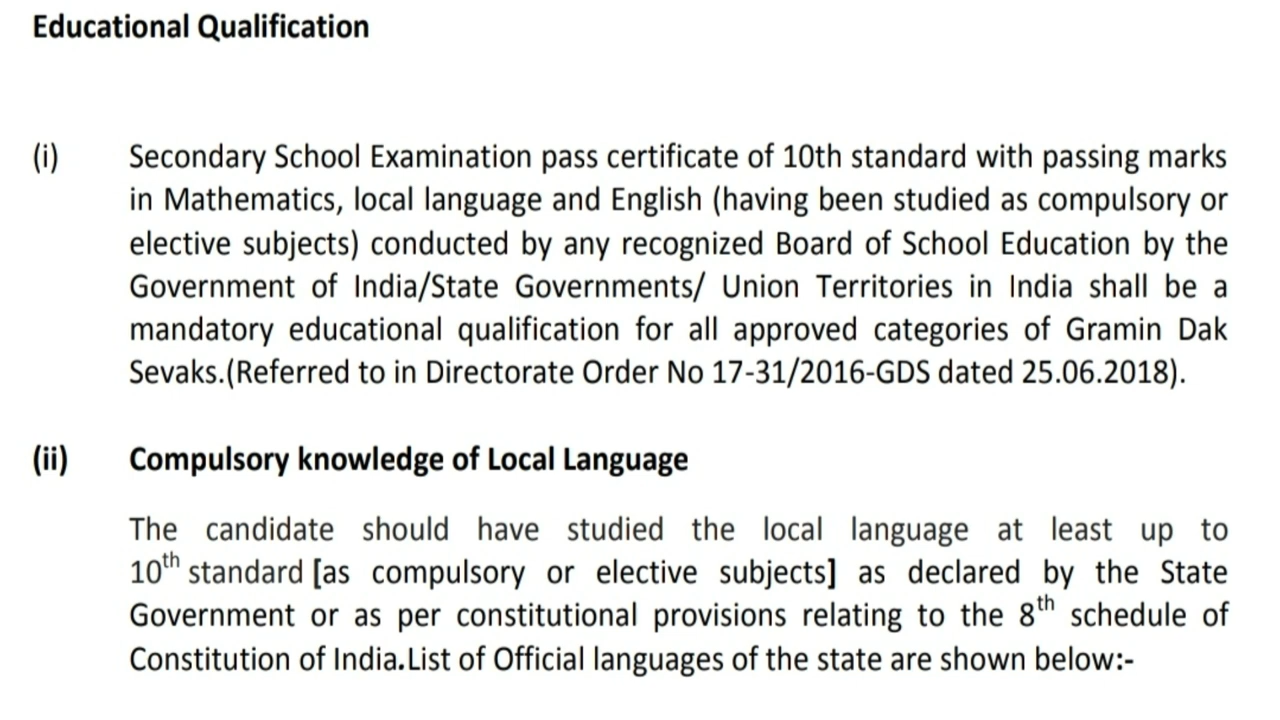 Educational Qualification
(i) Secondary School Examination pass certificate of 10th standard with passing marks
in Mathematics, local language and English (having been studied as compulsory or
elective subjects) conducted by any recognized Board of School Education by the
Government of India/State Governments/ Union Territories in India shall be a
mandatory educational qualification for all approved categories of Gramin Dak
Sevaks.(Referred to in Directorate Order No 17-31/2016-GDS dated 25.06.2018).
(ii) Compulsory knowledge of Local Language
The candidate should have studied the local language at least up to
10th standard [as compulsory or elective subjects] as declared by the State
Government or as per constitutional provisions relating to the 8th schedule of
Constitution of India.List of Official languages of the state are shown below:-